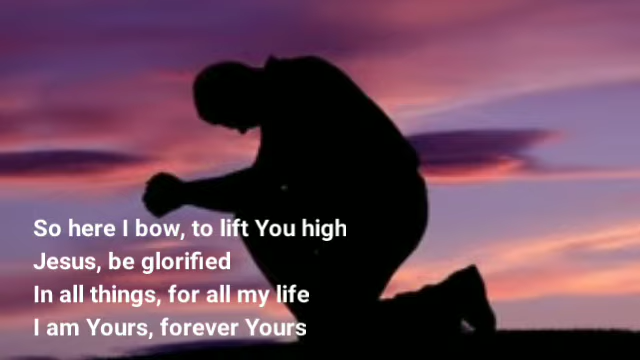 So here I bow, to lift You high
Jesus, be glorified
In all things, for all my life
I am Yours, forever Yours